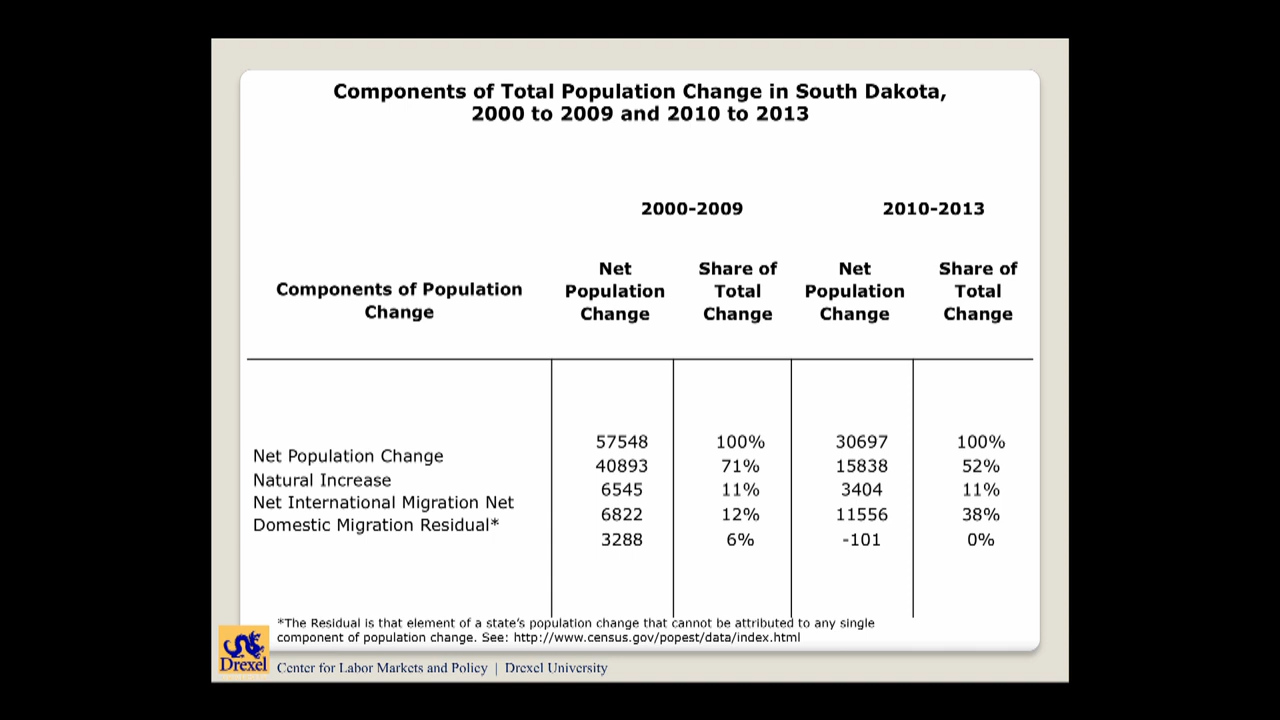 Components of Total Population Change in South Dakota,
2000 to 2009 and 2010 to 2013
2000-2009 2010-2013
Components of Population
Change
Net
Population
Change
Share of
Total
Change
Net
Population
Change
Share of
Total
Change
Net Population Change
Natural Increase
Net International Migration Net
Domestic Migration Residual*
57548 100% 30697 100%
40893 71% 15838 52%
6545 11% 3404 11%
6822 12% 11556 38%
3288 6% -101 0%
*The Residual is that element of a state's population change that cannot be attributed to any single
component of population change. See: http://www.census.gov/popest/data/index.html
Drexel
Center for Labor Markets and Policy | Drexel University